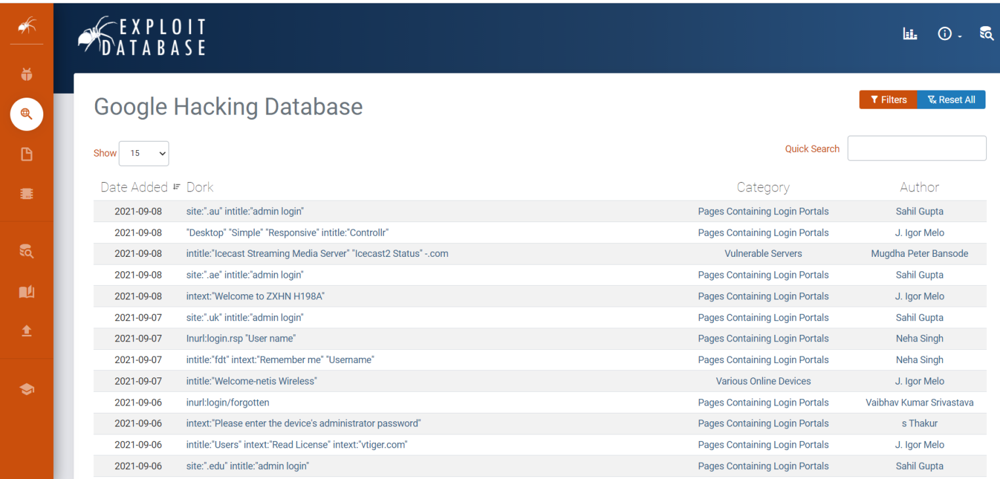 EXPLOIT
DATABASE
Google Hacking Database
Filters Reset All
Show 15 Quick Search
Date Added Dork Category Author
2021-09-08 site:".au" intitle:"admin login" Pages Containing Login Portals Sahil Gupta
2021-09-08 "Desktop" "Simple" "Responsive" intitle:"Controllr" Pages Containing Login Portals J. Igor Melo
2021-09-08 intitle:"Icecast Streaming Media Server" "Icecast2 Status" -.com Vulnerable Servers Mugdha Peter Bansode
2021-09-08 site:".ae" intitle:"admin login" Pages Containing Login Portals Sahil Gupta
2021-09-08 intext:"Welcome to ZXHN H198A" Pages Containing Login Portals J. Igor Melo
2021-09-07 site:".uk" intitle:"admin login" Pages Containing Login Portals Sahil Gupta
2021-09-07 Inurl:login.rsp "User name" Pages Containing Login Portals Neha Singh
2021-09-07 intitle:"fdt" intext:"Remember me" "Username" Pages Containing Login Portals Neha Singh
2021-09-07 intitle:"Welcome-netis Wireless" Various Online Devices J. Igor Melo
2021-09-06 inurl:login/forgotten Pages Containing Login Portals Vaibhav Kumar Srivastava
2021-09-06 intext:"Please enter the device's administrator password" Pages Containing Login Portals s Thakur
2021-09-06 intitle:"Users" intext:"Read License" intext:"vtiger.com" Pages Containing Login Portals J. Igor Melo
2021-09-06 site:".edu" intitle:"admin login" Pages Containing Login Portals Sahil Gupta